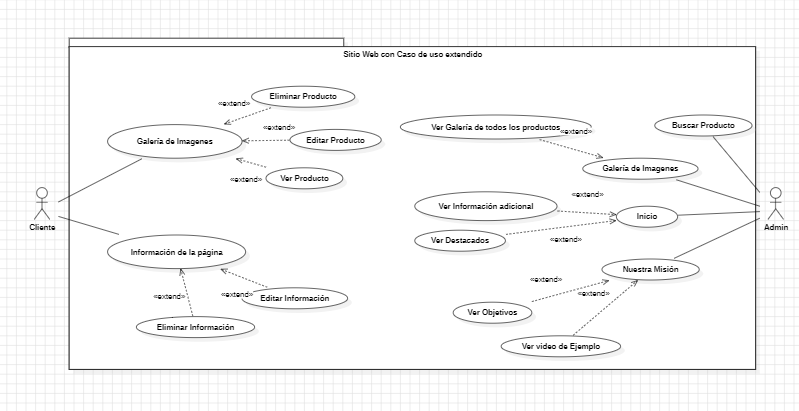 Sitio Web con Caso de uso extendido
Eliminar Producto
«extend»
«extend»
Galería de Imagenes
Editar Producto
«extend»
Ver Producto
Cliente
Información de la página
«extend»
«extend»
Editar Información
Eliminar Información
Ver Galería de todos los productos
«extend»
Buscar Producto
Galería de Imagenes
Ver Información adicional
«extend»
Inicio
Admin
Ver Destacados
«extend»
Nuestra Misión
«extend»
«extend»
Ver Objetivos
Ver video de Ejemplo